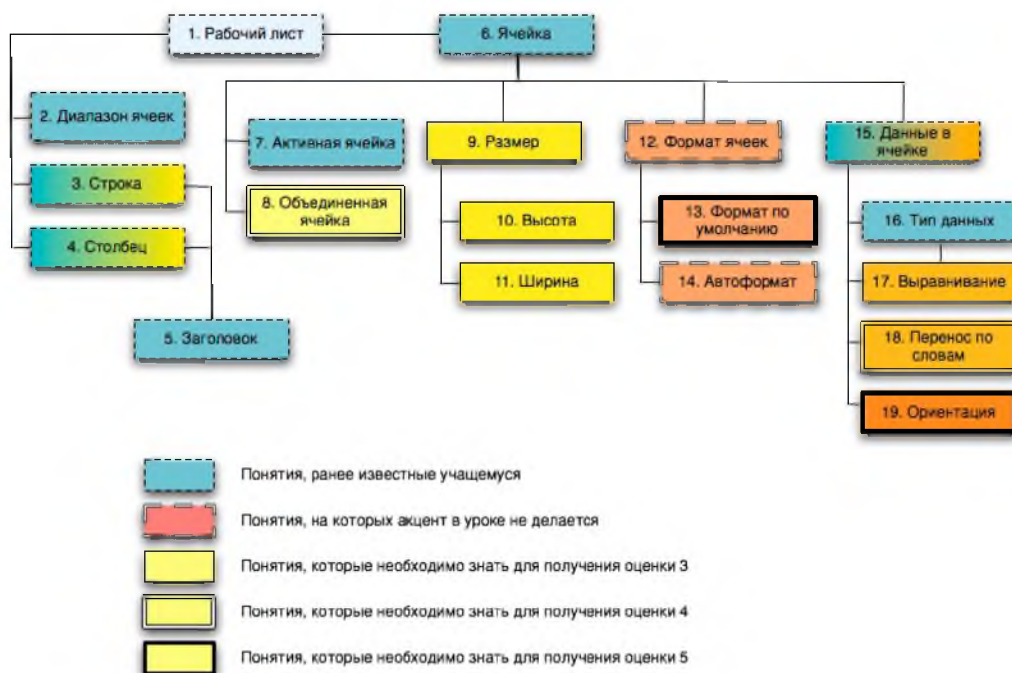 1. Рабочий лист
6. Ячейка
2. Диапазон ячеек
3. Строка
4. Столбец
5. Заголовок
7. Активная ячейка
8. Объединенная
ячейка
9. Размер
10. Высота
11. Ширина
12. Формат ячеек
13. Формат по
умолчанию
14. Автоформат
15. Данные в
ячейке
16. Тип данных
17. Выравнивание
18. Перенос по
словам
19. Ориентация
Понятия, ранее известные учащемуся
Понятия, на которых акцент в уроке не делается
Понятия, которые необходимо знать для получения оценки 3
Понятия, которые необходимо знать для получения оценки 4
Понятия, которые необходимо знать для получения оценки 5